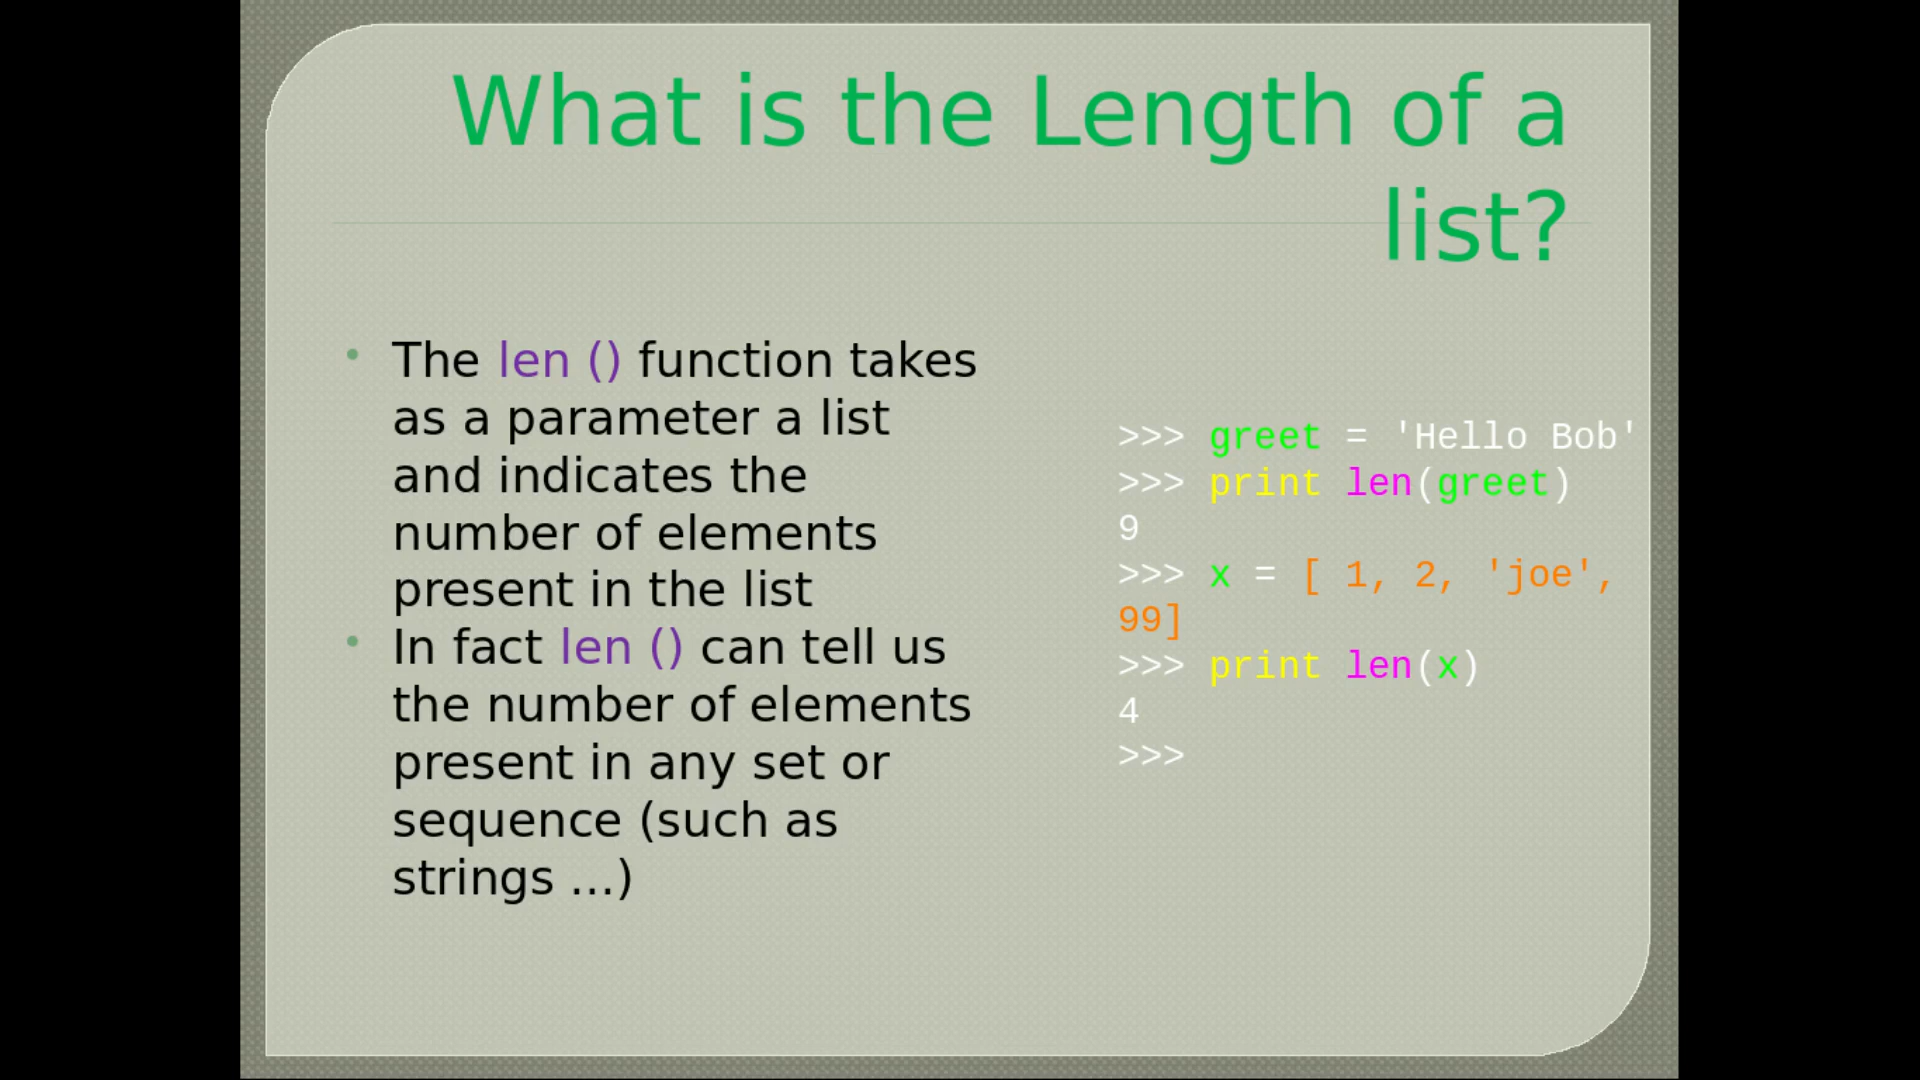 What is the Length of a
list?
• The len () function takes
as a parameter a list
and indicates the
number of elements
present in the list
• In fact len () can tell us
the number of elements
present in any set or
sequence (such as
strings ...)
>>> greet = 'Hello Bob'
>>> print len(greet)
9
>>> x = [ 1, 2, 'joe',
99]
>>> print len(x)
4
>>>